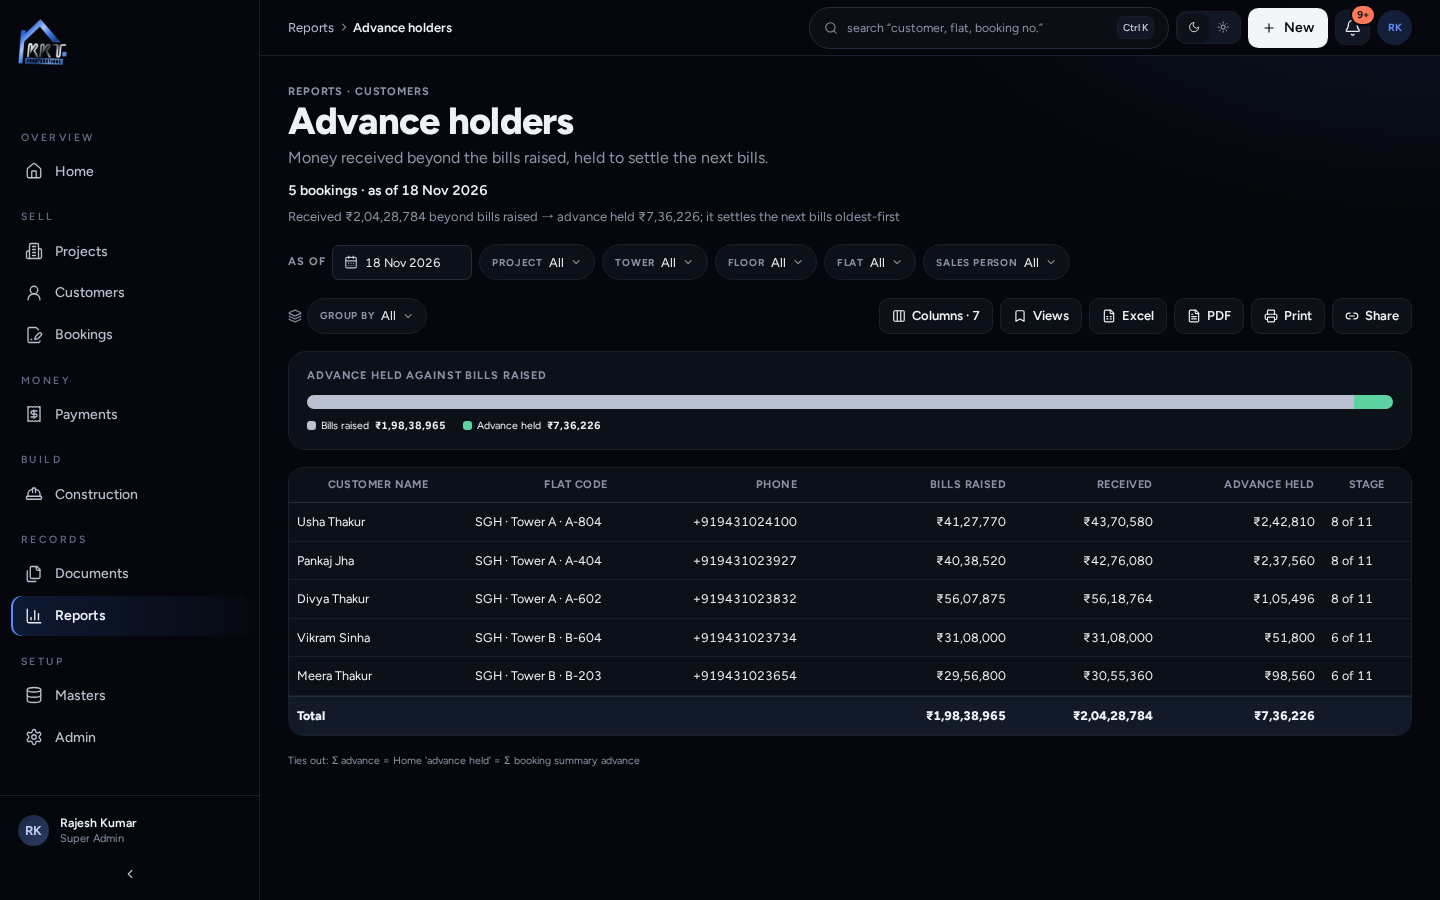 Reports > Advance holders
search “customer, flat, booking no.”
Ctrl K
New
9+
RK
OVERVIEW
Home
SELL
Projects
Customers
Bookings
MONEY
Payments
BUILD
Construction
RECORDS
Documents
Reports
SETUP
Masters
Admin
RK
Rajesh Kumar
Super Admin
REPORTS · CUSTOMERS
Advance holders
Money received beyond the bills raised, held to settle the next bills.
5 bookings · as of 18 Nov 2026
Received ₹2,04,28,784 beyond bills raised → advance held ₹7,36,226; it settles the next bills oldest-first
AS OF 18 Nov 2026 PROJECT All TOWER All FLOOR All FLAT All SALES PERSON All
GROUP BY All Columns · 7 Views Excel PDF Print Share
ADVANCE HELD AGAINST BILLS RAISED
Bills raised ₹1,98,38,965 Advance held ₹7,36,226
CUSTOMER NAME FLAT CODE PHONE BILLS RAISED RECEIVED ADVANCE HELD STAGE
Usha Thakur SGH · Tower A · A-804 +919431024100 ₹41,27,770 ₹43,70,580 ₹2,42,810 8 of 11
Pankaj Jha SGH · Tower A · A-404 +919431023927 ₹40,38,520 ₹42,76,080 ₹2,37,560 8 of 11
Divya Thakur SGH · Tower A · A-602 +919431023832 ₹56,07,875 ₹56,18,764 ₹1,05,496 8 of 11
Vikram Sinha SGH · Tower B · B-604 +919431023734 ₹31,08,000 ₹31,08,000 ₹51,800 6 of 11
Meera Thakur SGH · Tower B · B-203 +919431023654 ₹29,56,800 ₹30,55,360 ₹98,560 6 of 11
Total ₹1,98,38,965 ₹2,04,28,784 ₹7,36,226
Ties out: Σ advance = Home 'advance held' = Σ booking summary advance